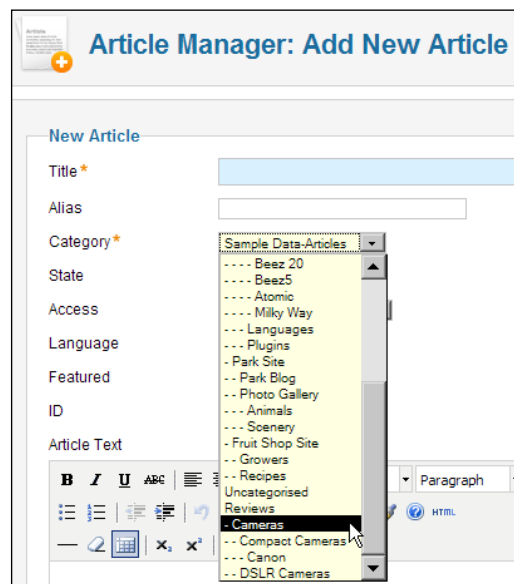 Article Manager: Add New Article
New Article
Title*
Alias
Category*
Sample Data-Articles
State
Access
Language
Featured
ID
Article Text
- - - - Beez 20
- - - - Beez5
- - - - Atomic
- - - - Milky Way
- - - Languages
- - - Plugins
- Park Site
- - Park Blog
- - Photo Gallery
- - - Animals
- - - Scenery
- Fruit Shop Site
- - Growers
- - Recipes
Uncategorised
Reviews
- Cameras
- - Compact Cameras
- - - Canon
- - DSLR Cameras
B I U ABC
Paragraph
HTML
x₂ x²